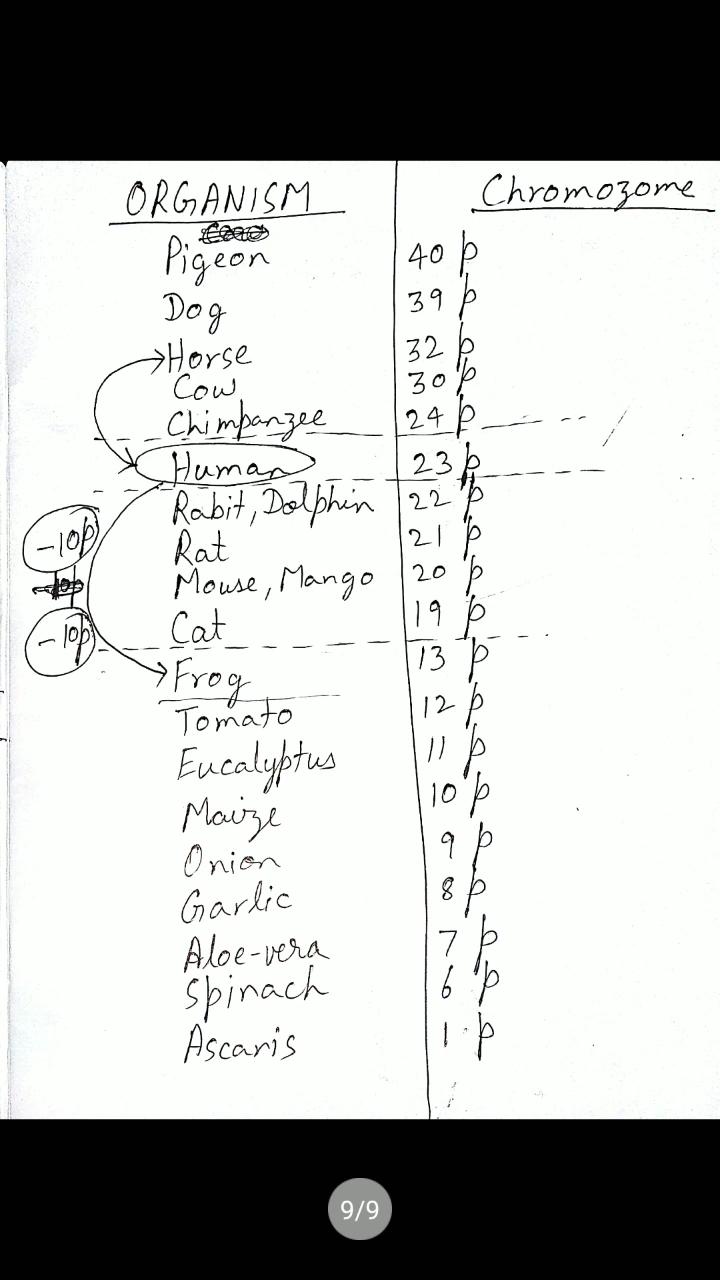 ORGANISM Chromozome
Pigeon 40 p
Dog 39 p
Horse 32 p
Cow 30 p
Chimpanzee 24 p
Human 23 p
Rabit, Dolphin 22 p
-10p
Rat 21 p
Mouse, Mango 20 p
Cat 19 p
-10p
Frog 13 p
Tomato 12 p
Eucalyptus 11 p
Maize 10 p
Onion 9 p
Garlic 8 p
Aloe-vera 7 p
Spinach 6 p
Ascaris 1 p
9/9